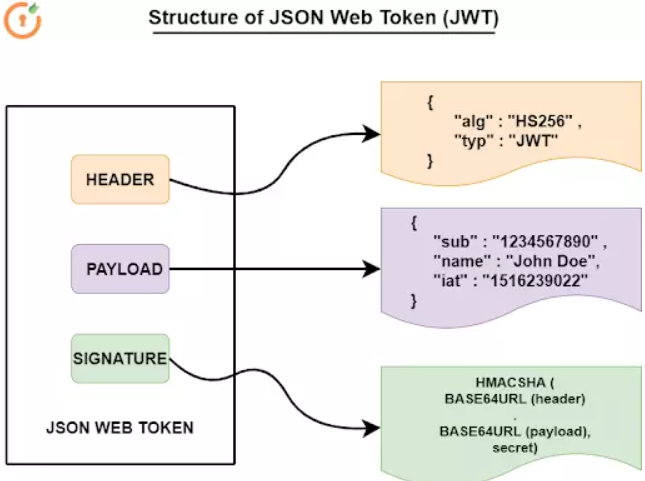 Structure of JSON Web Token (JWT)
HEADER
PAYLOAD
SIGNATURE
JSON WEB TOKEN
{
"alg" : "HS256" ,
"typ" : "JWT"
}
{
"sub" : "1234567890" ,
"name" : "John Doe",
"iat" : "1516239022"
}
HMACSHA (
BASE64URL (header)
.
BASE64URL (payload),
secret)